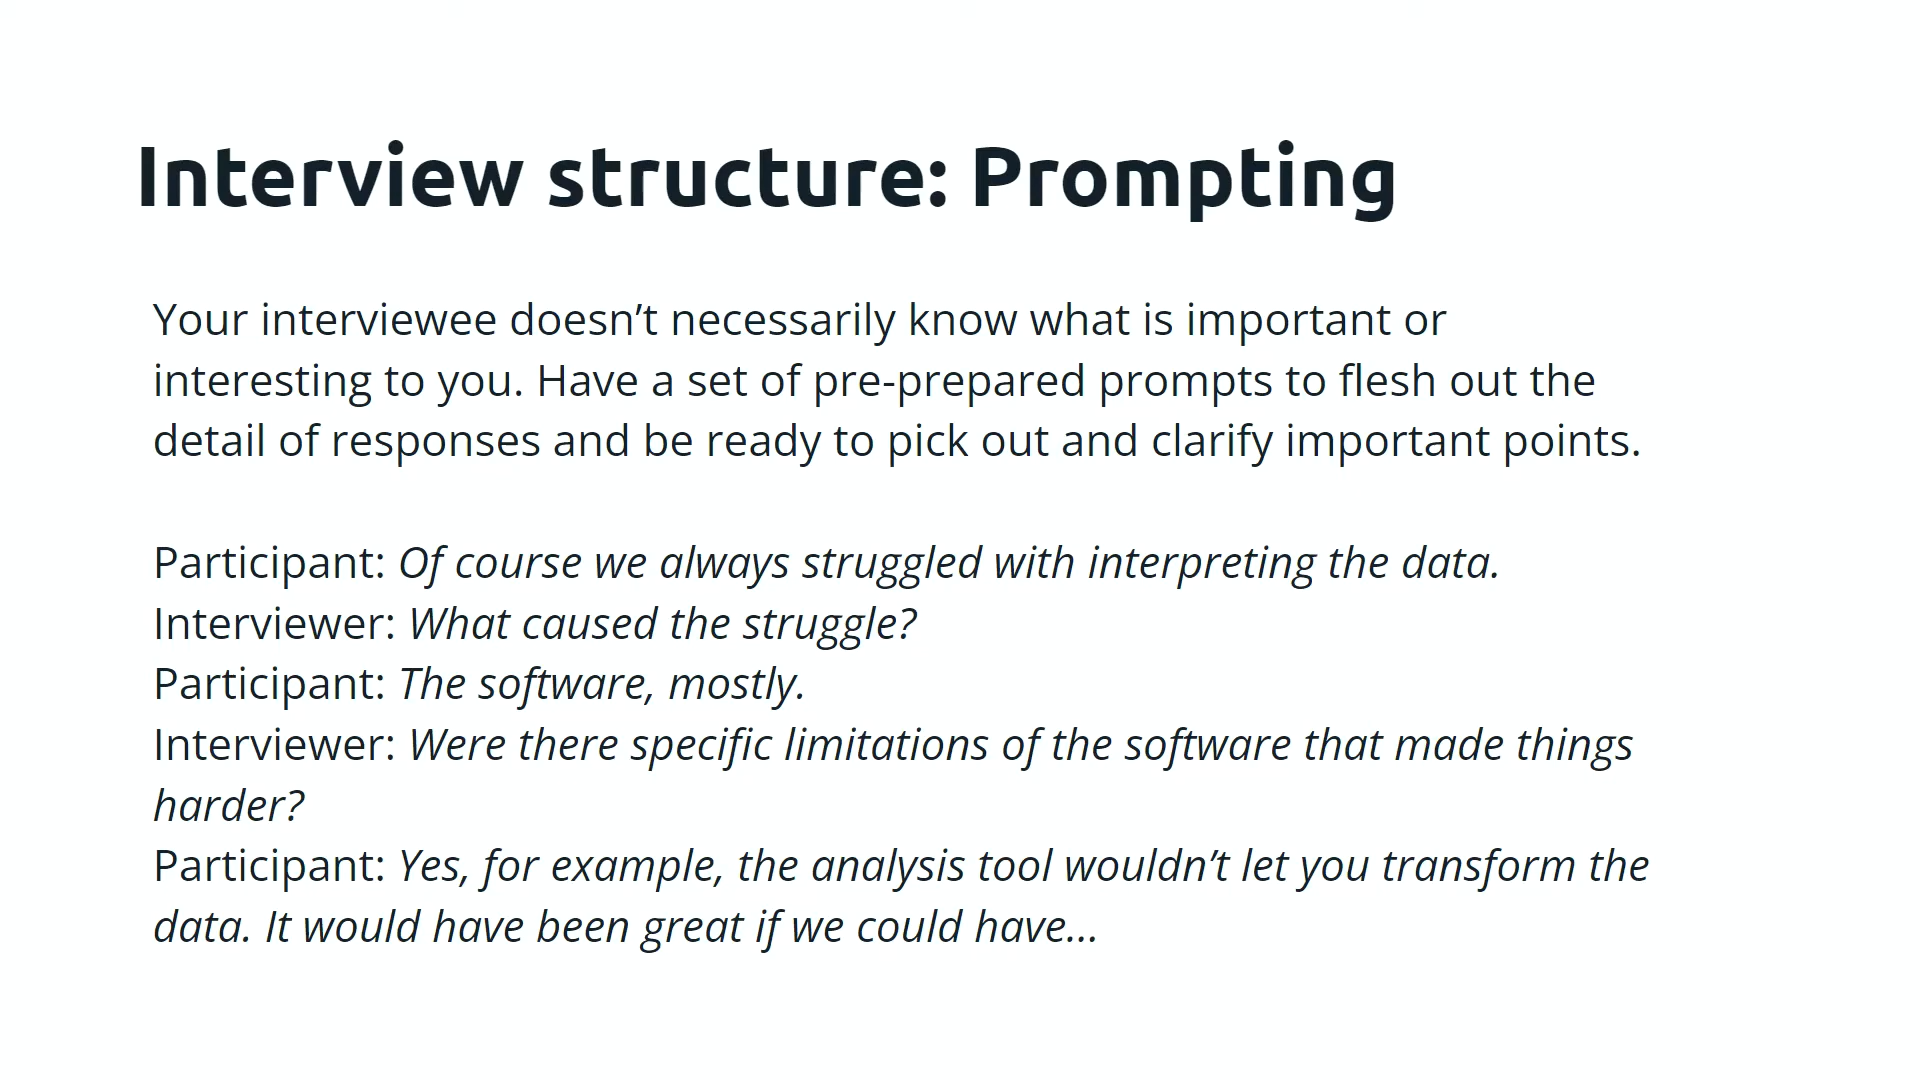 Interview structure: Prompting
Your interviewee doesn’t necessarily know what is important or
interesting to you. Have a set of pre-prepared prompts to flesh out the
detail of responses and be ready to pick out and clarify important points.
Participant: Of course we always struggled with interpreting the data.
Interviewer: What caused the struggle?
Participant: The software, mostly.
Interviewer: Were there specific limitations of the software that made things
harder?
Participant: Yes, for example, the analysis tool wouldn’t let you transform the
data. It would have been great if we could have…